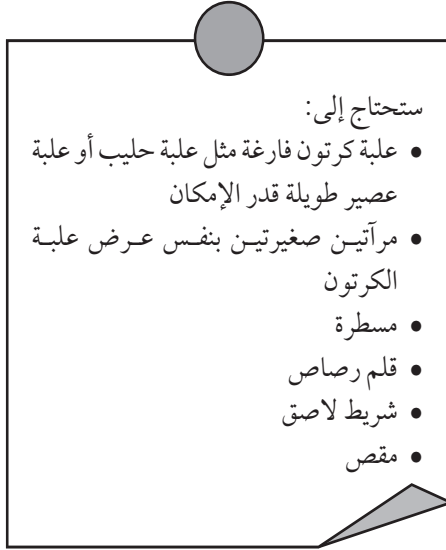 ستحتاج إلى:
• علبة كرتون فارغة مثل علبة حليب أو علبة
عصير طويلة قدر الإمكان
• مرآتين صغيرتين بنفس عرض علبة
الكرتون
• مسطرة
• قلم رصاص
• شريط لاصق
• مقص